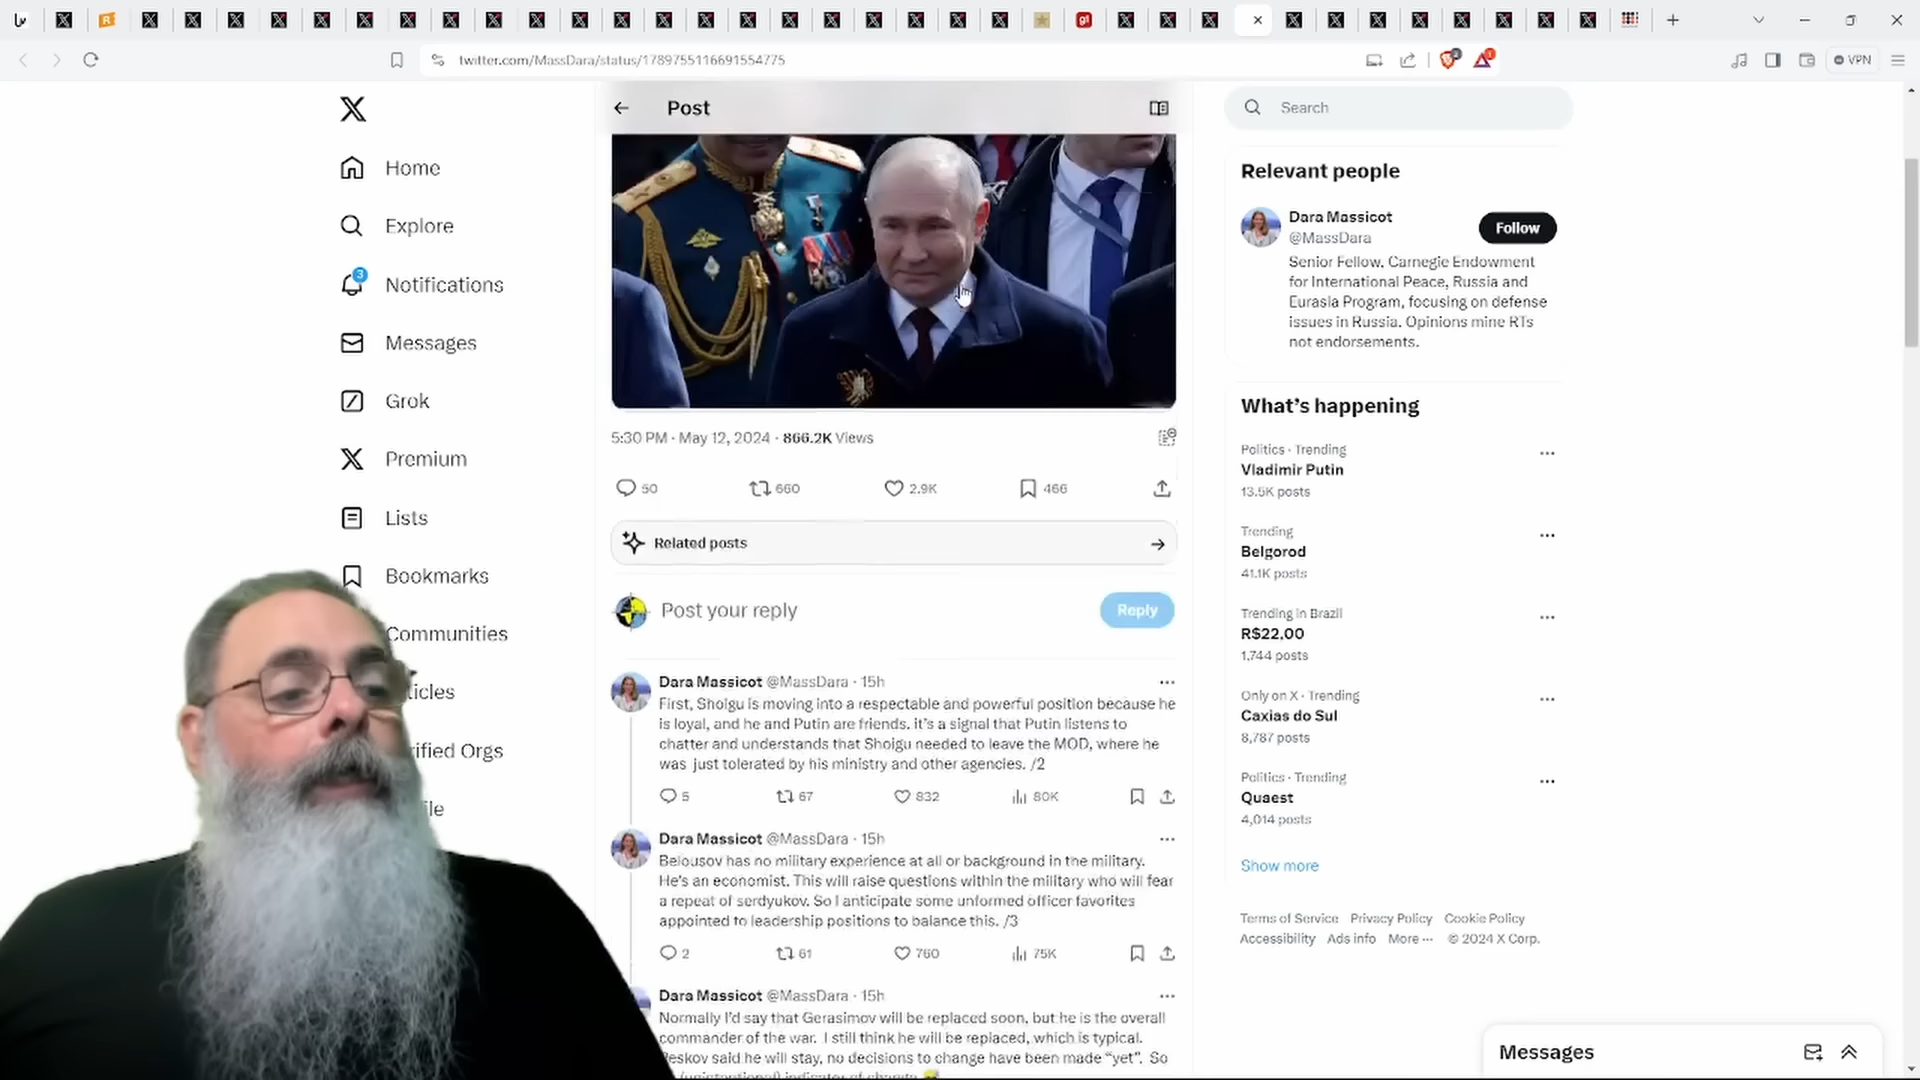 twitter.com/MassDara/status/1789755116691554775
VPN
Home
Explore
3
Notifications
Messages
Grok
Premium
Lists
Bookmarks
Communities
ticles
rified Orgs
Post
5:30 PM · May 12, 2024 · 866.2K Views
50 660 2.9K 466
Related posts
Post your reply
Reply
Dara Massicot @MassDara · 15h
First, Shoigu is moving into a respectable and powerful position because he
is loyal, and he and Putin are friends. it's a signal that Putin listens to
chatter and understands that Shoigu needed to leave the MOD, where he
was just tolerated by his ministry and other agencies. /2
5 67 832 80K
Dara Massicot @MassDara · 15h
Belousov has no military experience at all or background in the military.
He's an economist. This will raise questions within the military who will fear
a repeat of serdyukov. So I anticipate some unformed officer favorites
appointed to leadership positions to balance this. /3
2 61 760 75K
Dara Massicot @MassDara · 15h
Normally I'd say that Gerasimov will be replaced soon, but he is the overall
commander of the war. I still think he will be replaced, which is typical.
Peskov said he will stay, no decisions to change have been made "yet". So
Search
Relevant people
Dara Massicot
@MassDara
Follow
Senior Fellow, Carnegie Endowment
for International Peace, Russia and
Eurasia Program, focusing on defense
issues in Russia. Opinions mine RTs
not endorsements.
What's happening
Politics · Trending
Vladimir Putin
13.5K posts
Trending
Belgorod
41.1K posts
Trending in Brazil
R$22,00
1,744 posts
Only on X · Trending
Caxias do Sul
8,787 posts
Politics · Trending
Quaest
4,014 posts
Show more
Terms of Service Privacy Policy Cookie Policy
Accessibility Ads info More ··· © 2024 X Corp.
Messages